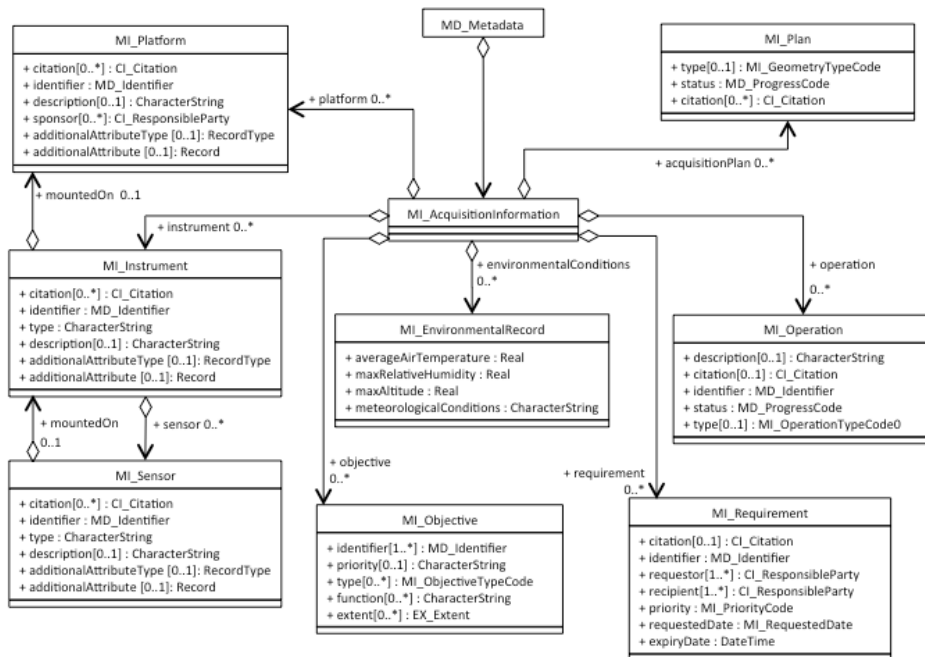 MD_Metadata
MI_Platform
+ citation[0..*] : CI_Citation
+ identifier : MD_Identifier
+ description[0..1] : CharacterString
+ sponsor[0..*] : CI_ResponsibleParty
+ additionalAttributeType [0..1]: RecordType
+ additionalAttribute [0..1]: Record
MI_Plan
+ type[0..1] : MI_GeometryTypeCode
+ status : MD_ProgressCode
+ citation[0..*] : CI_Citation
+ platform 0..*
+ acquisitionPlan 0..*
+ mountedOn 0..1
MI_AcquisitionInformation
+ instrument 0..*
MI_Instrument
+ citation[0..*] : CI_Citation
+ identifier : MD_Identifier
+ type : CharacterString
+ description[0..1] : CharacterString
+ additionalAttributeType [0..1]: RecordType
+ additionalAttribute [0..1]: Record
+ environmentalConditions
0..*
+ operation
0..*
MI_EnvironmentalRecord
+ averageAirTemperature : Real
+ maxRelativeHumidity : Real
+ maxAltitude : Real
+ meteorologicalConditions : CharacterString
MI_Operation
+ description[0..1] : CharacterString
+ citation[0..1] : CI_Citation
+ identifier : MD_Identifier
+ status : MD_ProgressCode
+ type[0..1] : MI_OperationTypeCode0
+ mountedOn
0..1
+ sensor 0..*
MI_Sensor
+ citation[0..*] : CI_Citation
+ identifier : MD_Identifier
+ type : CharacterString
+ description[0..1] : CharacterString
+ additionalAttributeType [0..1]: RecordType
+ additionalAttribute [0..1]: Record
+ objective
0..*
+ requirement
0..*
MI_Objective
+ identifier[1..*] : MD_Identifier
+ priority[0..1] : CharacterString
+ type[0..*] : MI_ObjectiveTypeCode
+ function[0..*] : CharacterString
+ extent[0..*] : EX_Extent
MI_Requirement
+ citation[0..1] : CI_Citation
+ identifier : MD_Identifier
+ requestor[1..*] : CI_ResponsibleParty
+ recipient[1..*] : CI_ResponsibleParty
+ priority : MI_PriorityCode
+ requestedDate : MI_RequestedDate
+ expiryDate : DateTime